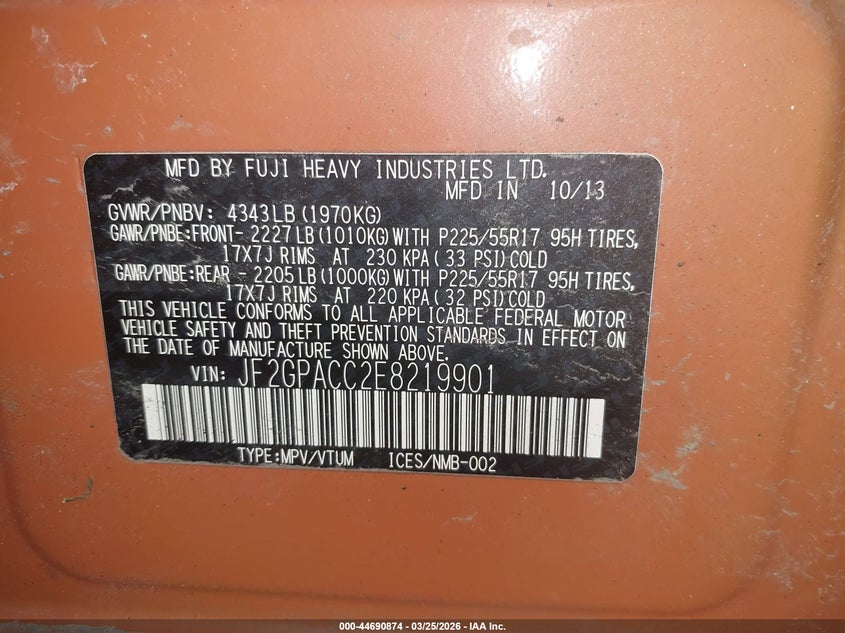 MFD BY FUJI HEAVY INDUSTRIES LTD.
MFD IN 10/13
GVWR/PNBV: 4343LB (1970KG)
GAWR/PNBE:FRONT- 2227LB (1010KG) WITH P225/55R17 95H TIRES,
17X7J RIMS AT 230 KPA ( 33 PSI) COLD
GAWR/PNBE:REAR - 2205LB (1000KG) WITH P225/55R17 95H TIRES,
17X7J RIMS AT 220 KPA ( 32 PSI) COLD
THIS VEHICLE CONFORMS TO ALL APPLICABLE FEDERAL MOTOR
VEHICLE SAFETY AND THEFT PREVENTION STANDARDS IN EFFECT ON
THE DATE OF MANUFACTURE SHOWN ABOVE.
VIN: JF2GPACC2E8219901
TYPE:MPV/VTUM ICES/NMB-002
000-44690874 - 03/25/2026 - IAA Inc.